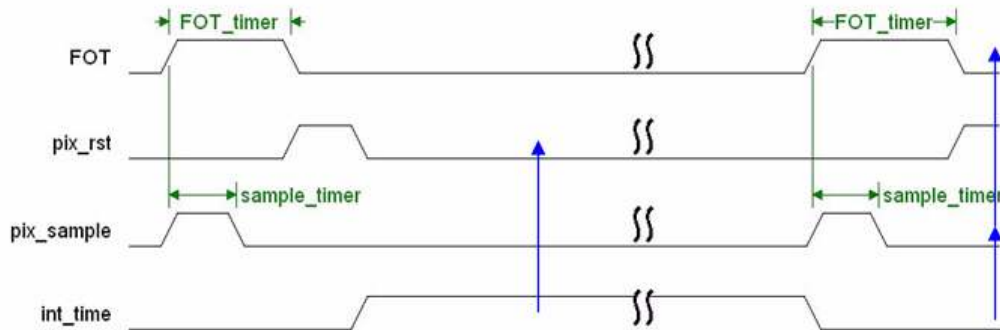 FOT_timer FOT_timer
FOT
pix_rst
sample_timer sample_timer
pix_sample
int_time